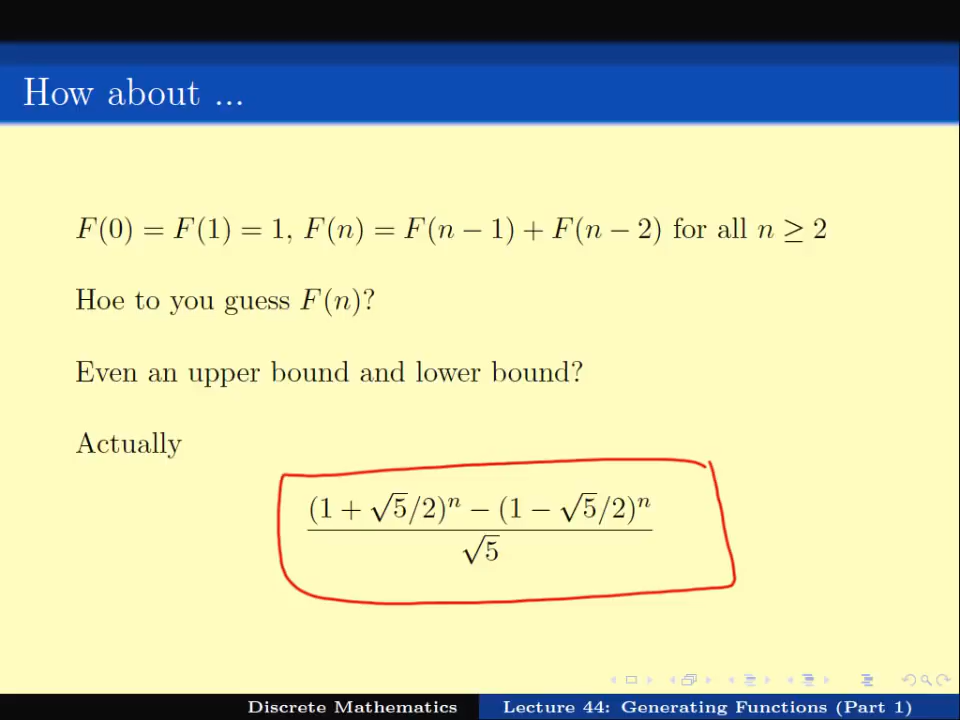 How about ...
F(0) = F(1) = 1, F(n) = F(n − 1) + F(n − 2) for all n ≥ 2
Hoe to you guess F(n)?
Even an upper bound and lower bound?
Actually
(1 + √5/2)ⁿ − (1 − √5/2)ⁿ
√5
Discrete Mathematics
Lecture 44: Generating Functions (Part 1)